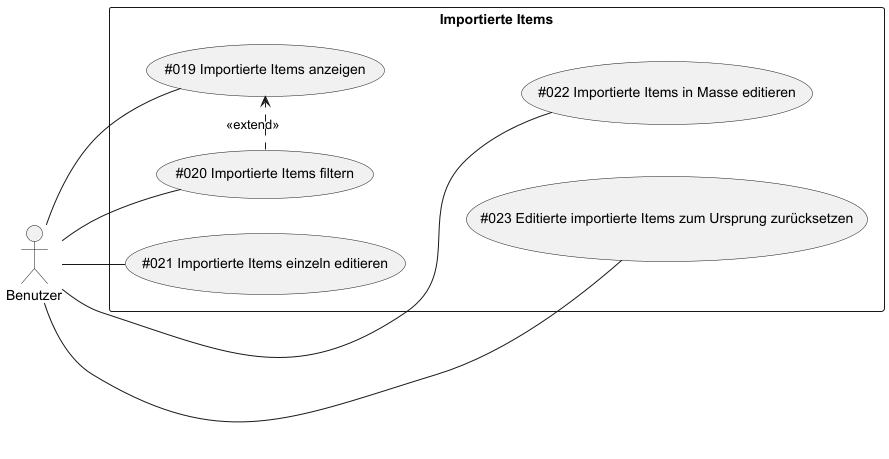 Importierte Items
#019 Importierte Items anzeigen
#022 Importierte Items in Masse editieren
«extend»
#020 Importierte Items filtern
#023 Editierte importierte Items zum Ursprung zurücksetzen
#021 Importierte Items einzeln editieren
Benutzer